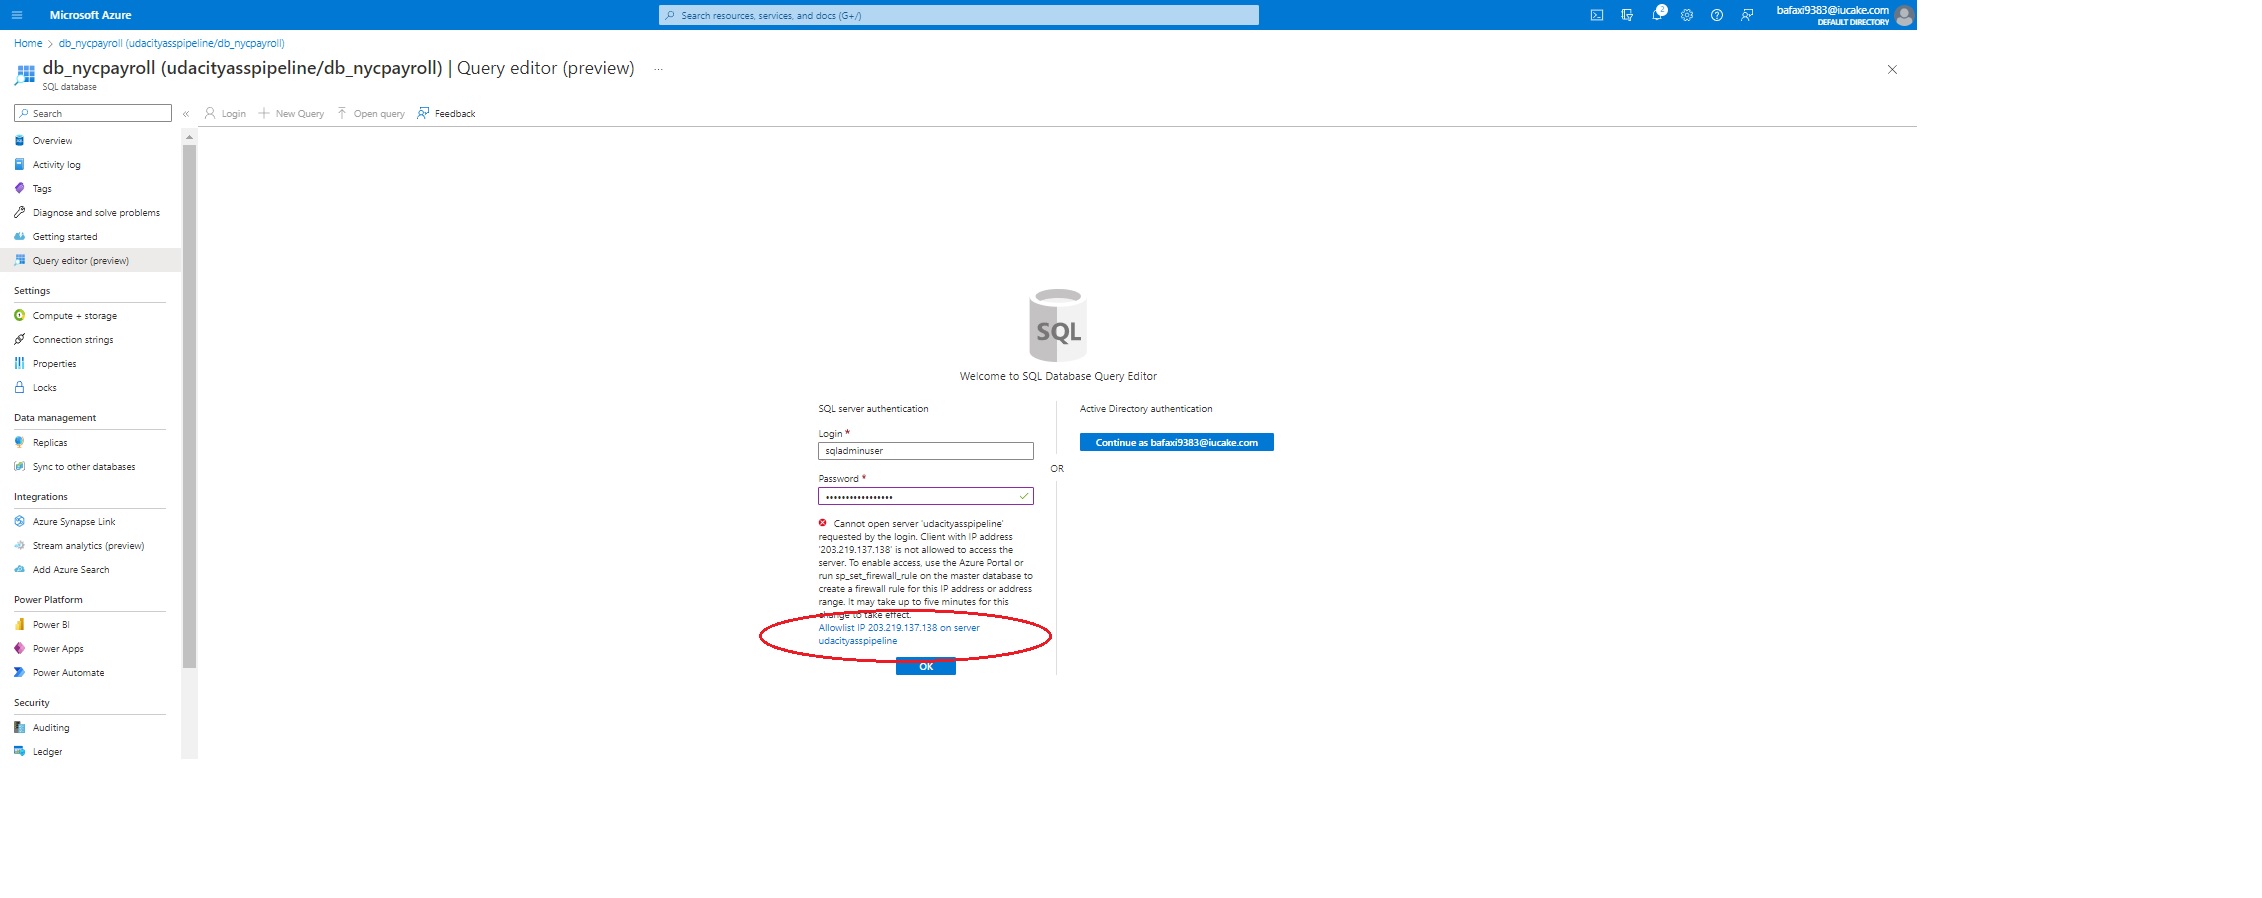 Microsoft Azure
Search resources, services, and docs (G+/)
2
bafaxi9383@iucake.com
DEFAULT DIRECTORY
Home > db_nycpayroll (udacityasspipeline/db_nycpayroll)
db_nycpayroll (udacityasspipeline/db_nycpayroll) | Query editor (preview) ...
SQL database
Search
« Login New Query Open query Feedback
Overview
Activity log
Tags
Diagnose and solve problems
Getting started
Query editor (preview)
Settings
Compute + storage
Connection strings
Properties
Locks
Data management
Replicas
Sync to other databases
Integrations
Azure Synapse Link
Stream analytics (preview)
Add Azure Search
Power Platform
Power BI
Power Apps
Power Automate
Security
Auditing
Ledger
SQL
Welcome to SQL Database Query Editor
SQL server authentication
Login *
sqladminuser
Password *
•••••••••••••••••
Cannot open server 'udacityasspipeline'
requested by the login. Client with IP address
'203.219.137.138' is not allowed to access the
server. To enable access, use the Azure Portal or
run sp_set_firewall_rule on the master database to
create a firewall rule for this IP address or address
range. It may take up to five minutes for this
change to take effect.
Allowlist IP 203.219.137.138 on server
udacityasspipeline
OK
OR
Active Directory authentication
Continue as bafaxi9383@iucake.com